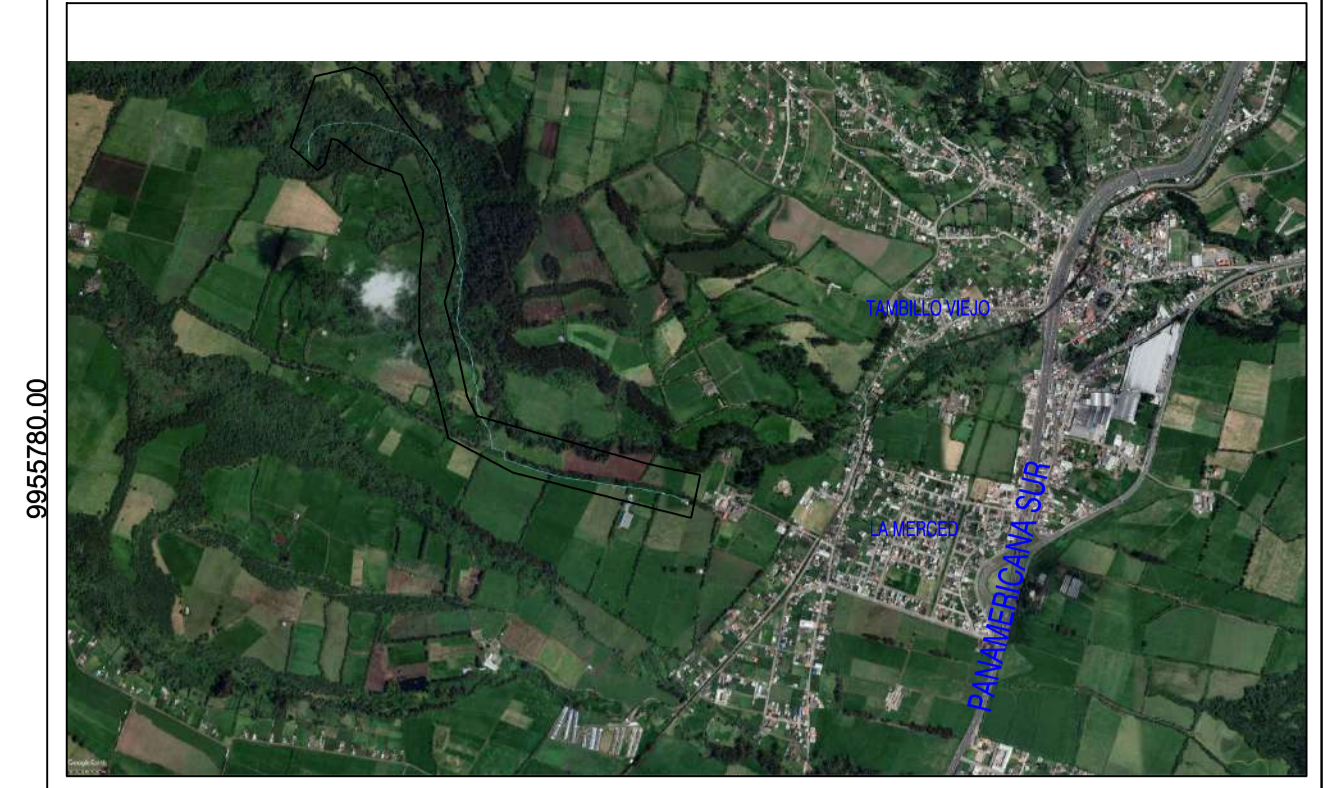 9955780.00
TAMBILLO VIEJO
LA MERCED
PANAMERICANA SUR
Google Earth